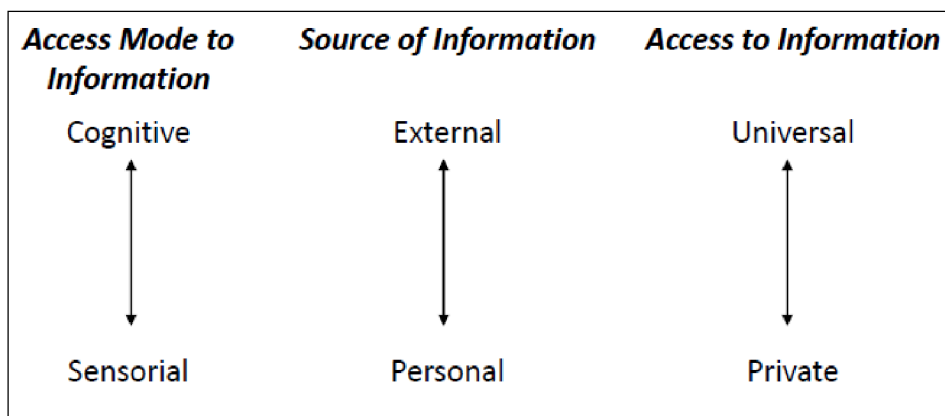 Access Mode to Information
Source of Information
Access to Information
Cognitive
External
Universal
Sensorial
Personal
Private